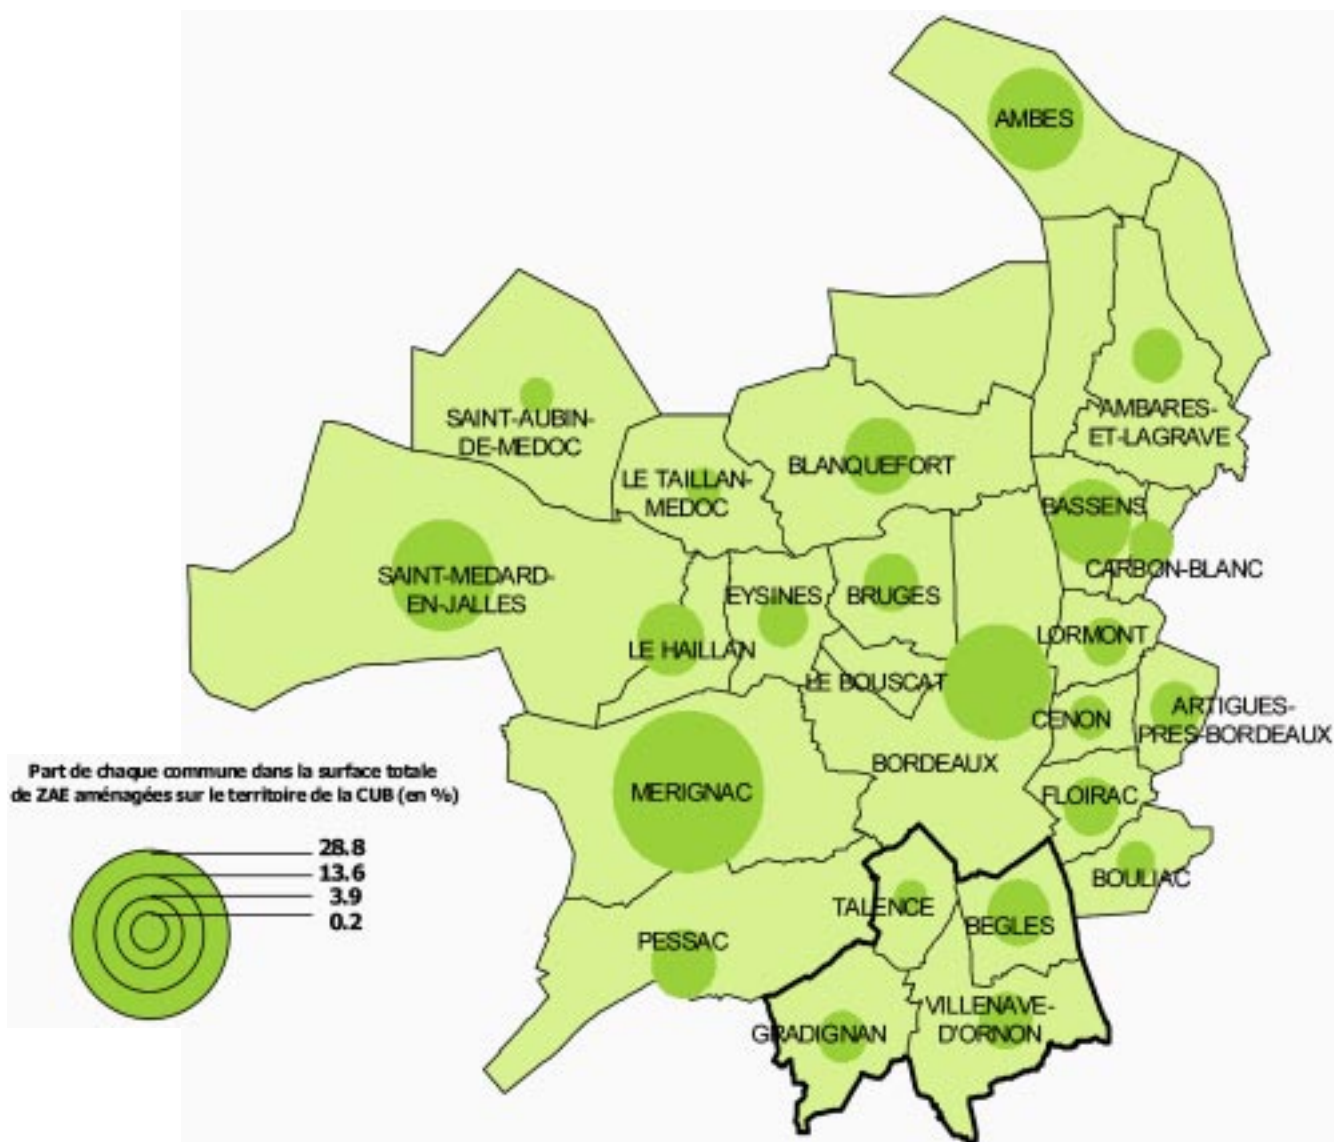 AMBES
SAINT-AUBIN-
DE-MEDOC
AMBARES-
ET-LAGRAVE
LE TAILLAN-
MEDOC
BLANQUEFORT
BASSENS
CARBON-BLANC
SAINT-MEDARD-
EN-JALLES
EYSINES
BRUGES
LORMONT
LE HAILLAN
LE BOUSCAT
CENON
ARTIGUES-
PRES-BORDEAUX
BORDEAUX
MERIGNAC
FLOIRAC
BOULIAC
TALENCE
BEGLES
PESSAC
VILLENAVE-
D'ORNON
GRADIGNAN
Part de chaque commune dans la surface totale
de ZAE aménagées sur le territoire de la CUB (en %)
28.8
13.6
3.9
0.2